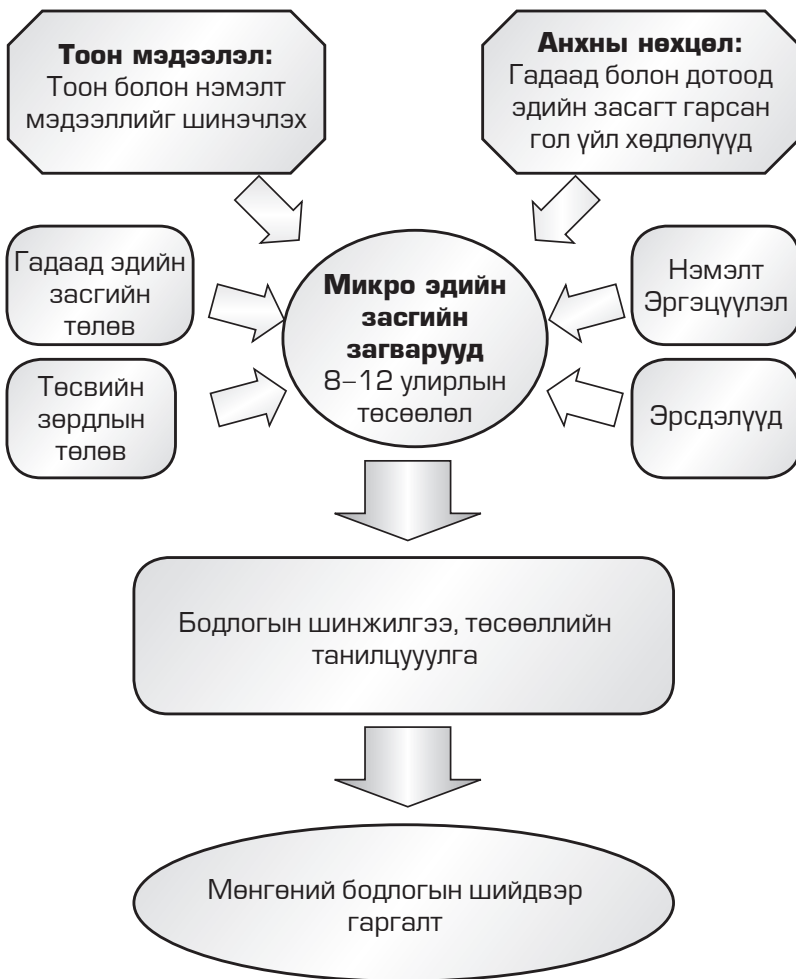 Тоон мэдээлэл:
Тоон болон нэмэлт
мэдээллийг шинэчлэх
Анхны нөхцөл:
Гадаад болон дотоод
эдийн засагт гарсан
гол үйл хөдлөлүүд
Гадаад эдийн
засгийн
төлөв
Төсвийн
зөрдлын
төлөв
Микро эдийн
засгийн
загварууд
8–12 улирлын
төсөөлөл
Нэмэлт
Эргэцүүлэл
Эрсдэлүүд
Бодлогын шинжилгээ, төсөөллийн
танилцууулга
Мөнгөний бодлогын шийдвэр
гаргалт